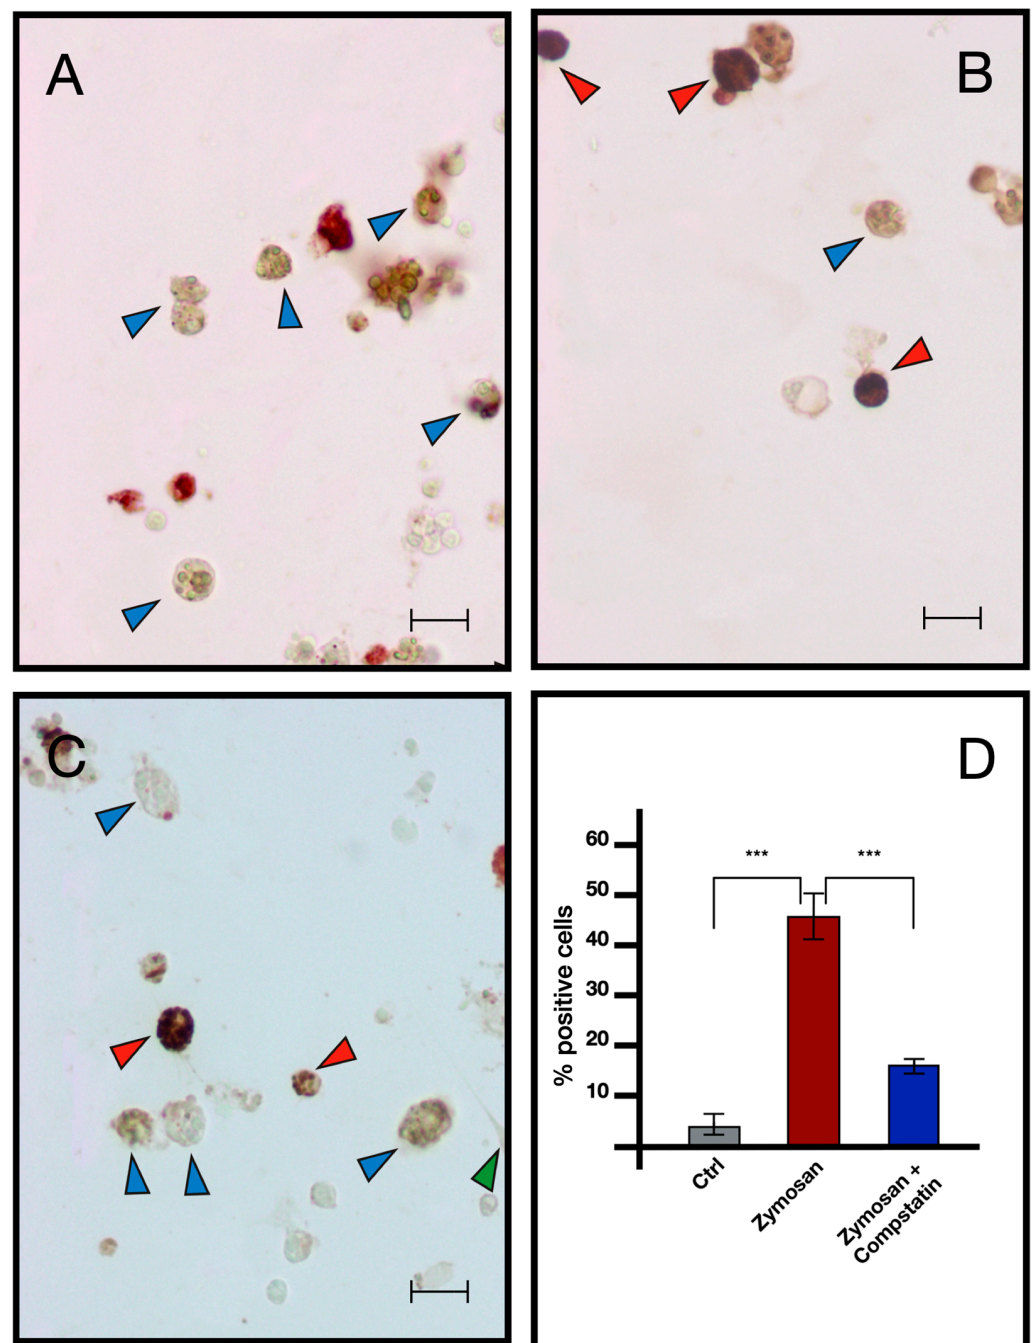 A
B
C
D
60
50
40
30
20
10
% positive cells
***
***
Ctrl
Zymosan
Zymosan +
Compstatin